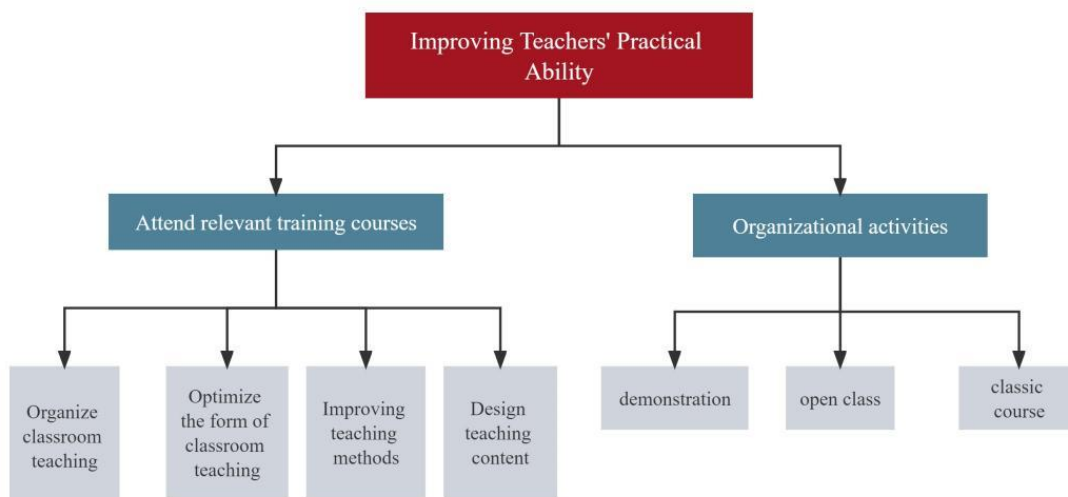 Improving Teachers' Practical
Ability
Attend relevant training courses
Organizational activities
Organize
classroom
teaching
Optimize
the form of
classroom
teaching
Improving
teaching
methods
Design
teaching
content
demonstration
open class
classic
course